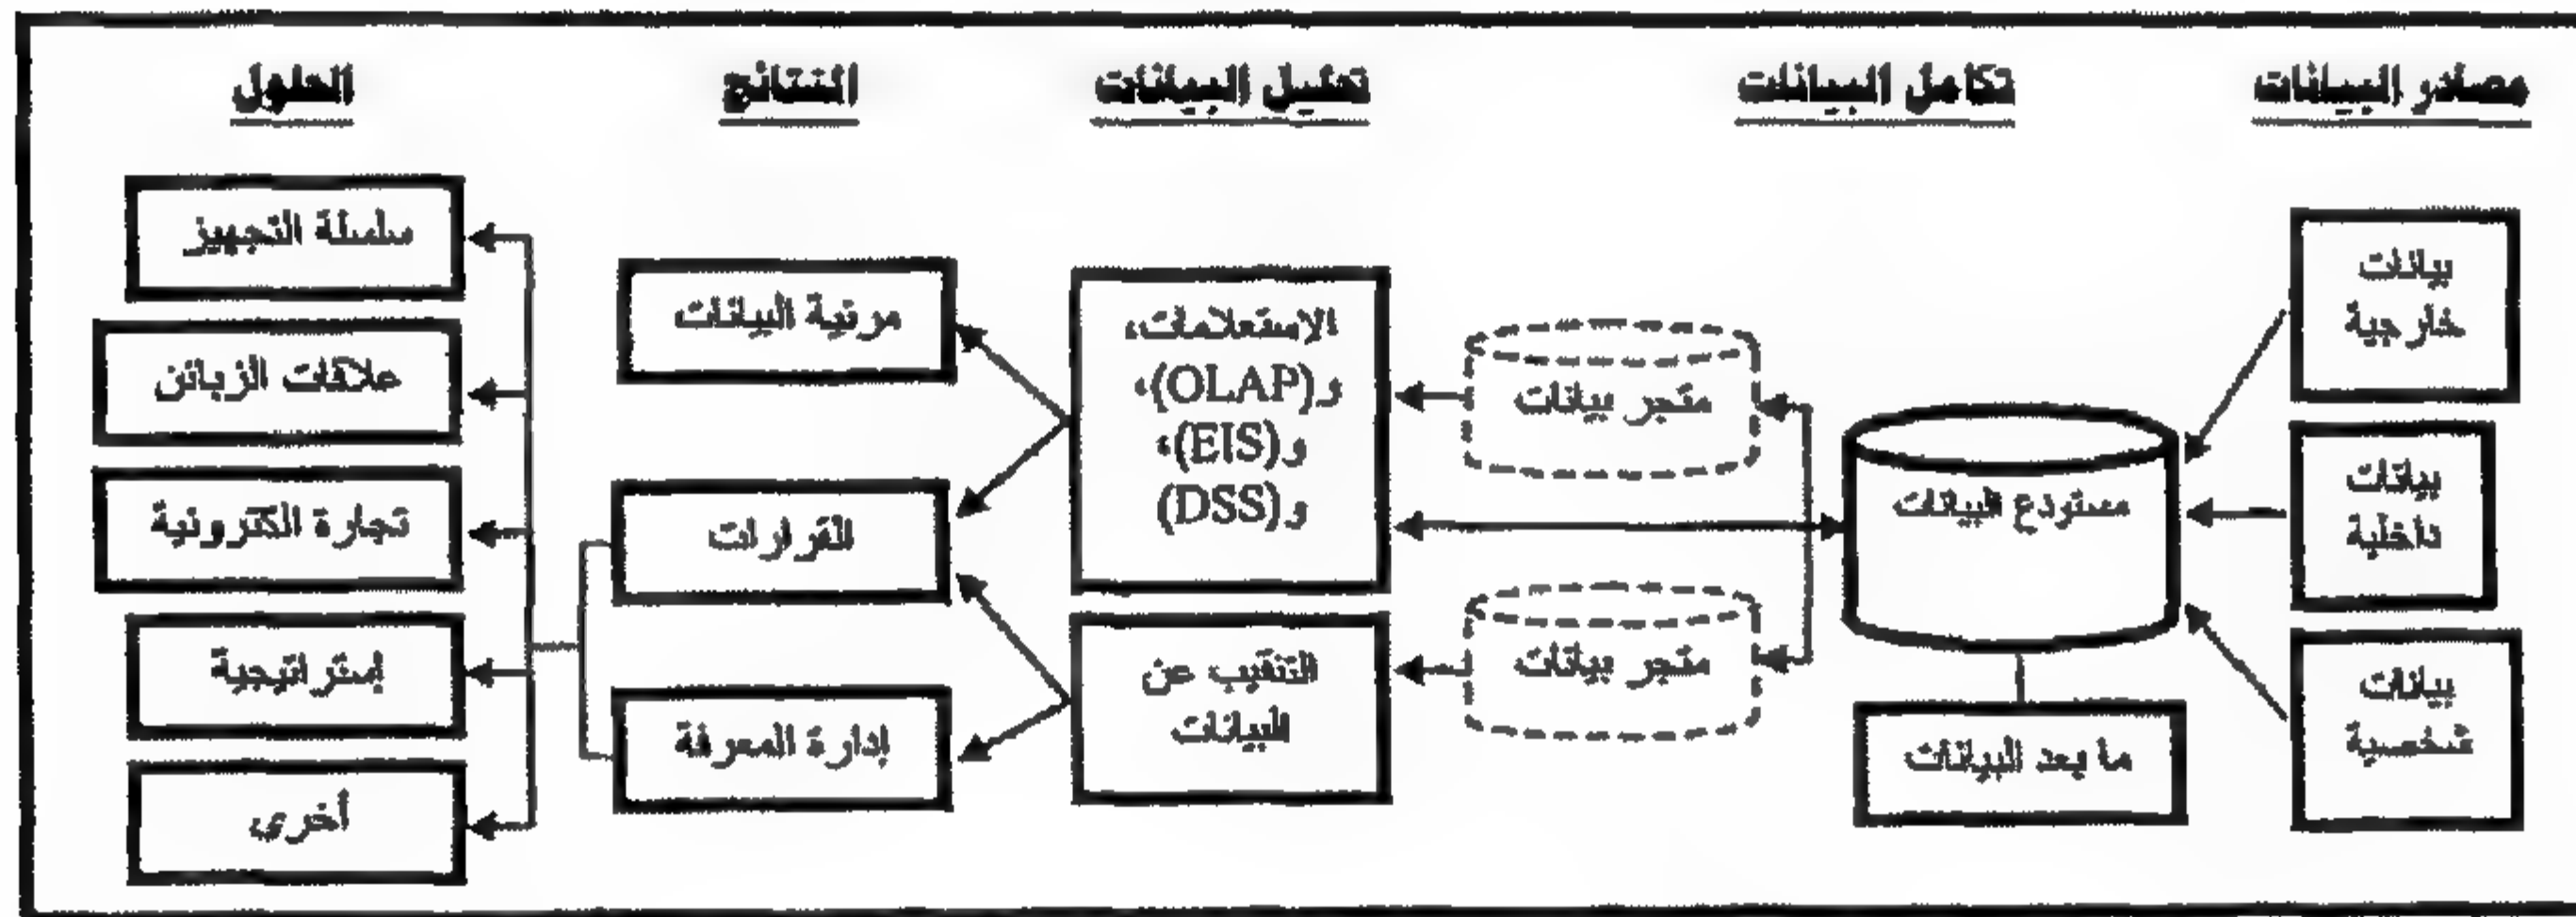 مصادر البيانات
تكامل البيانات
تحليل البيانات
النتائج
الحلول
بيانات
خارجية
بيانات
داخلية
بيانات
شخصية
مستودع البيانات
ما بعد البيانات
متجر بيانات
متجر بيانات
الاستعلامات،
و(OLAP)،
و(EIS)،
و(DSS)
التنقيب عن
البيانات
مرئية البيانات
القرارات
إدارة المعرفة
سلسلة التجهيز
علاقات الزبائن
تجارة الكترونية
إستراتيجية
أخرى